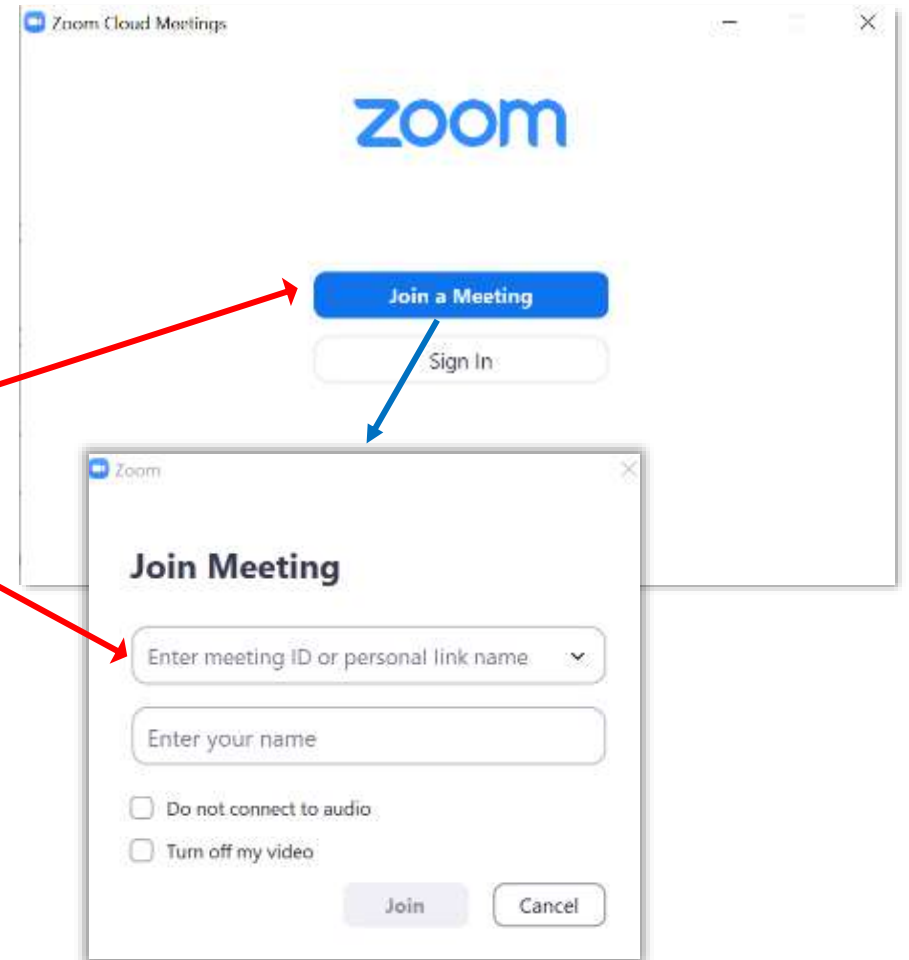 Zoom Cloud Meetings
zoom
Join a Meeting
Sign In
Zoom
Join Meeting
Enter meeting ID or personal link name
Enter your name
Do not connect to audio
Turn off my video
Join Cancel